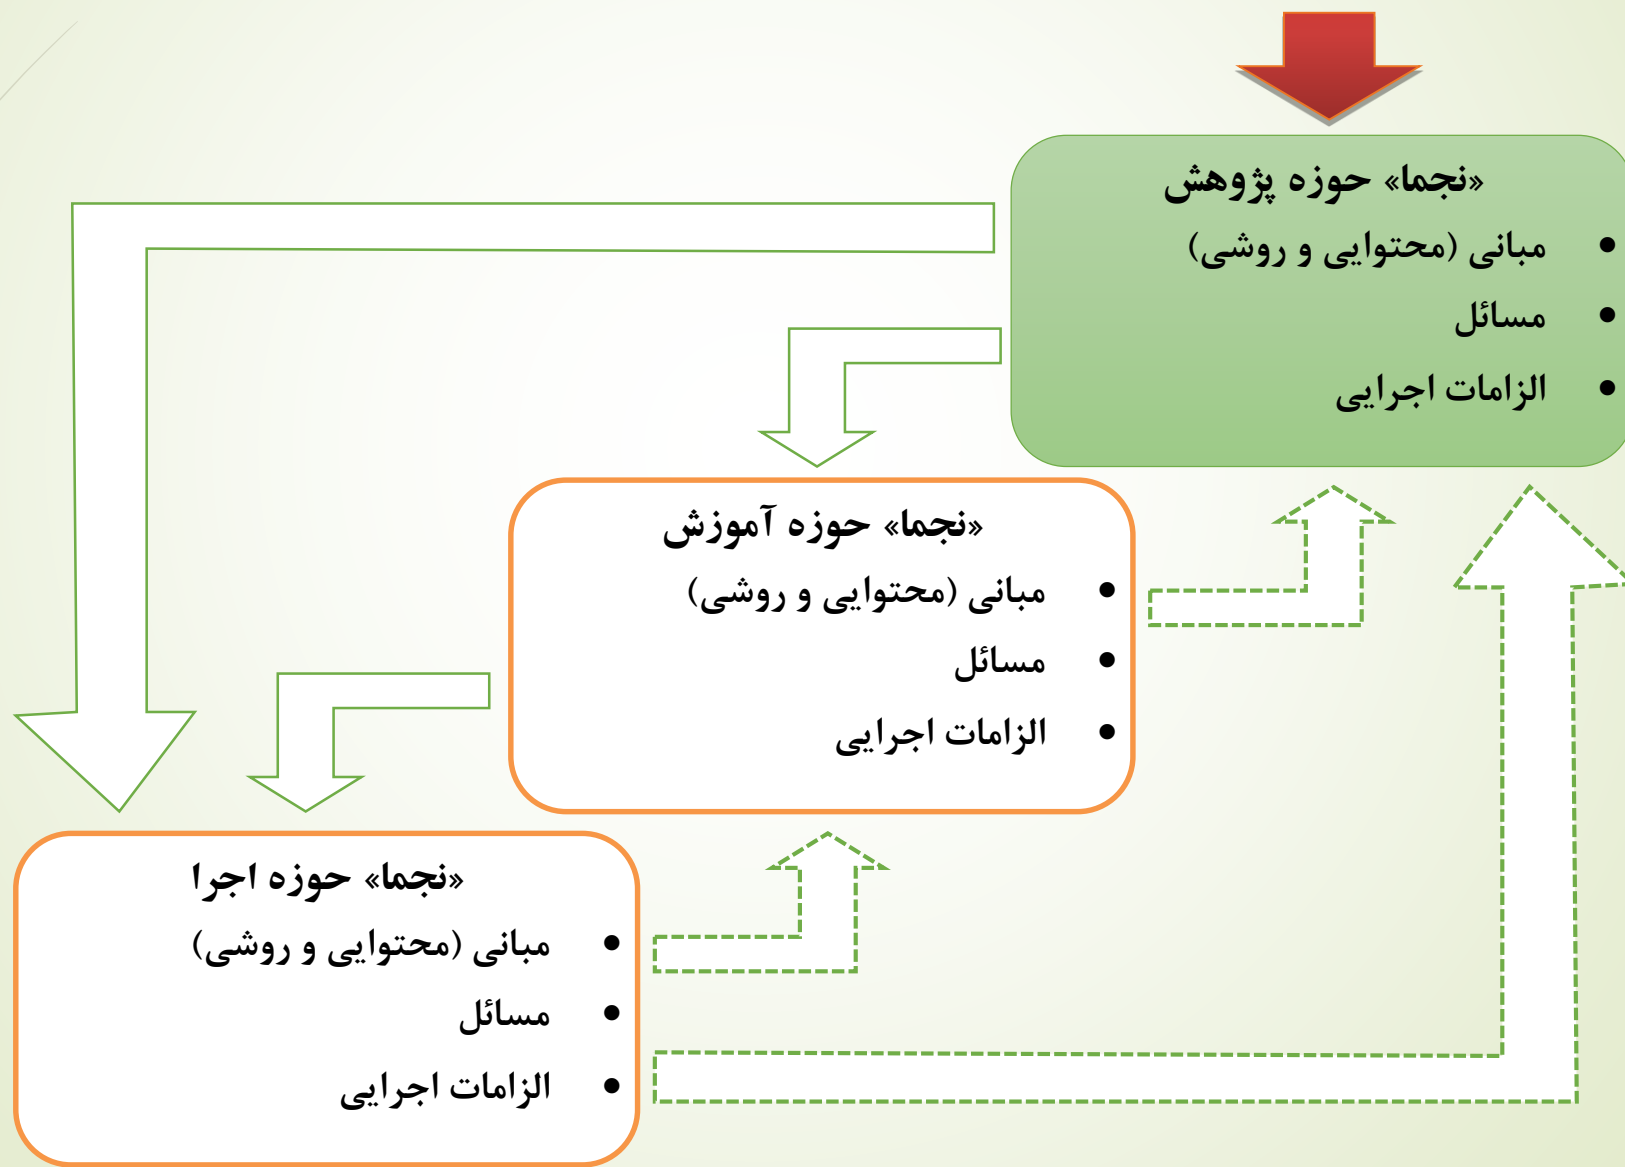 «نجما» حوزه پژوهش
• مبانی (محتوایی و روشی)
• مسائل
• الزامات اجرایی
«نجما» حوزه آموزش
• مبانی (محتوایی و روشی)
• مسائل
• الزامات اجرایی
«نجما» حوزه اجرا
• مبانی (محتوایی و روشی)
• مسائل
• الزامات اجرایی